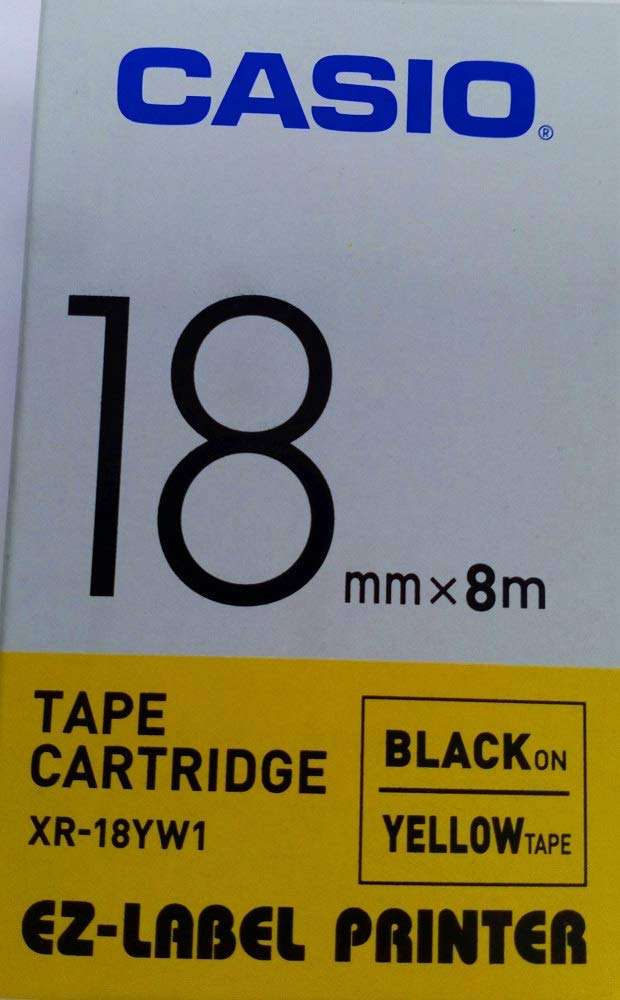 CASIO®
18 mm×8m
TAPE
CARTRIDGE
XR-18YW1
BLACK ON
YELLOW TAPE
EZ-LABEL PRINTER